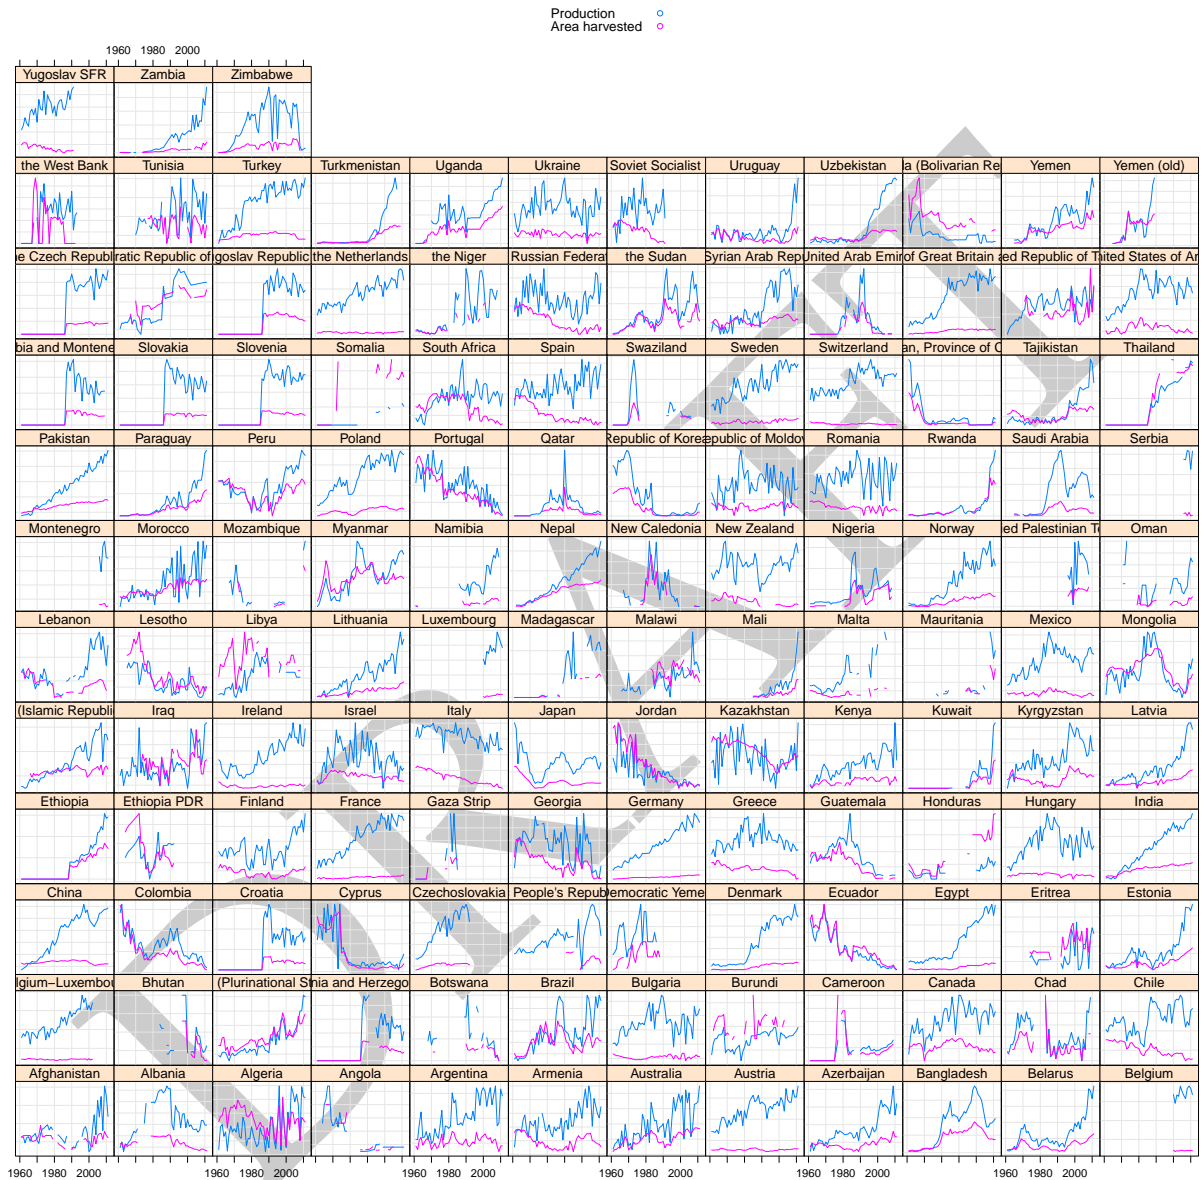 Production
Area harvested
1960 1980 2000
Yugoslav SFR Zambia Zimbabwe
the West Bank Tunisia Turkey Turkmenistan Uganda Ukraine Soviet Socialist Uruguay Uzbekistan la (Bolivarian Re Yemen Yemen (old)
e Czech Republ ratic Republic of goslav Republic the Netherlands the Niger Russian Federa the Sudan Syrian Arab Rep United Arab Emir of Great Britain a ed Republic of T ited States of Am
bia and Montene Slovakia Slovenia Somalia South Africa Spain Swaziland Sweden Switzerland an, Province of C Tajikistan Thailand
Pakistan Paraguay Peru Poland Portugal Qatar Republic of Korea epublic of Moldov Romania Rwanda Saudi Arabia Serbia
Montenegro Morocco Mozambique Myanmar Namibia Nepal New Caledonia New Zealand Nigeria Norway ed Palestinian Te Oman
Lebanon Lesotho Libya Lithuania Luxembourg Madagascar Malawi Mali Malta Mauritania Mexico Mongolia
(Islamic Republi Iraq Ireland Israel Italy Japan Jordan Kazakhstan Kenya Kuwait Kyrgyzstan Latvia
Ethiopia Ethiopia PDR Finland France Gaza Strip Georgia Germany Greece Guatemala Honduras Hungary India
China Colombia Croatia Cyprus Czechoslovakia People's Repub emocratic Yeme Denmark Ecuador Egypt Eritrea Estonia
lgium−Luxembou Bhutan (Plurinational St nia and Herzego Botswana Brazil Bulgaria Burundi Cameroon Canada Chad Chile
Afghanistan Albania Algeria Angola Argentina Armenia Australia Austria Azerbaijan Bangladesh Belarus Belgium
1960 1980 2000 1960 1980 2000 1960 1980 2000 1960 1980 2000 1960 1980 2000 1960 1980 2000
DRAFT